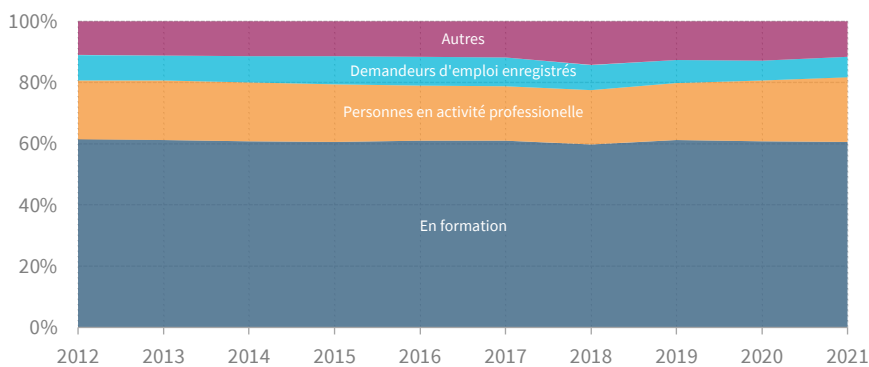 100%
Autres
Demandeurs d'emploi enregistrés
80%
Personnes en activité professionelle
60%
40%
En formation
20%
0%
2012 2013 2014 2015 2016 2017 2018 2019 2020 2021